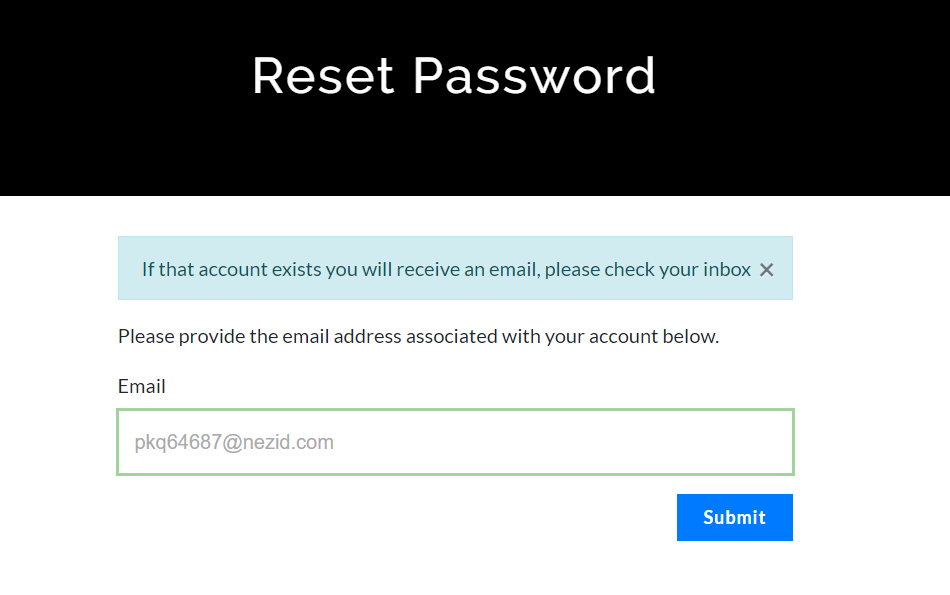 Reset Password
If that account exists you will receive an email, please check your inbox ×
Please provide the email address associated with your account below.
Email
pkq64687@nezid.com
Submit